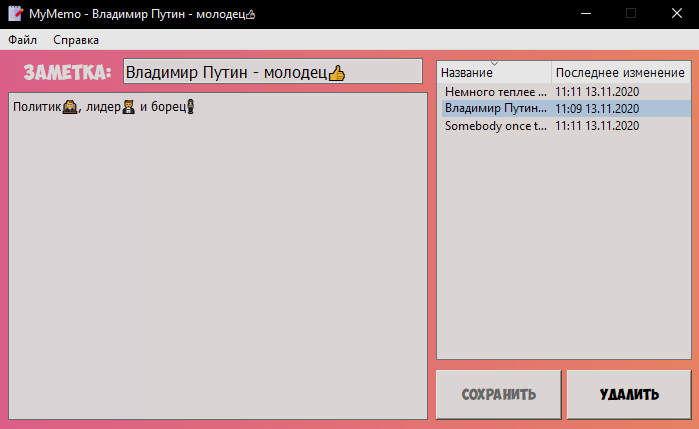 MyMemo - Владимир Путин - молодец👍
Файл Справка
ЗАМЕТКА: Владимир Путин - молодец👍
Политик🙈, лидер🤵 и борец🕴
Название Последнее изменение
Немного теплее ... 11:11 13.11.2020
Владимир Путин... 11:09 13.11.2020
Somebody once t... 11:11 13.11.2020
СОХРАНИТЬ УДАЛИТЬ